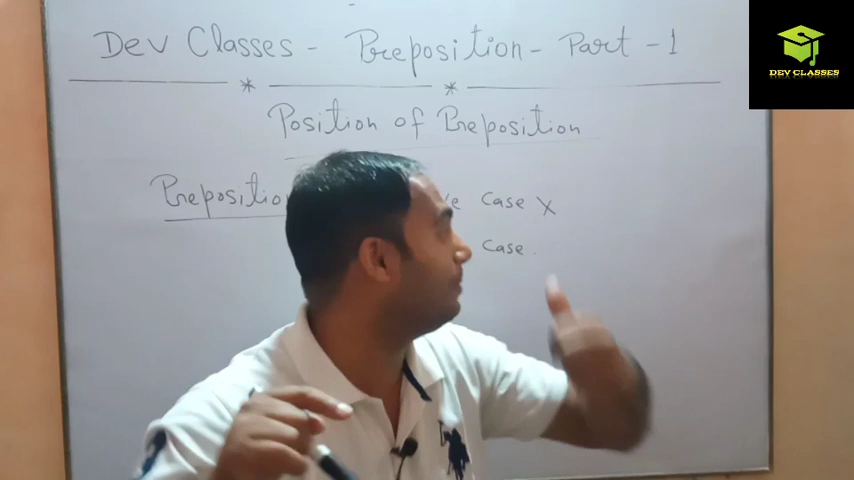 Dev Classes - Preposition - Part - 1
DEV CLASSES
Position of Preposition
Case X
Case.